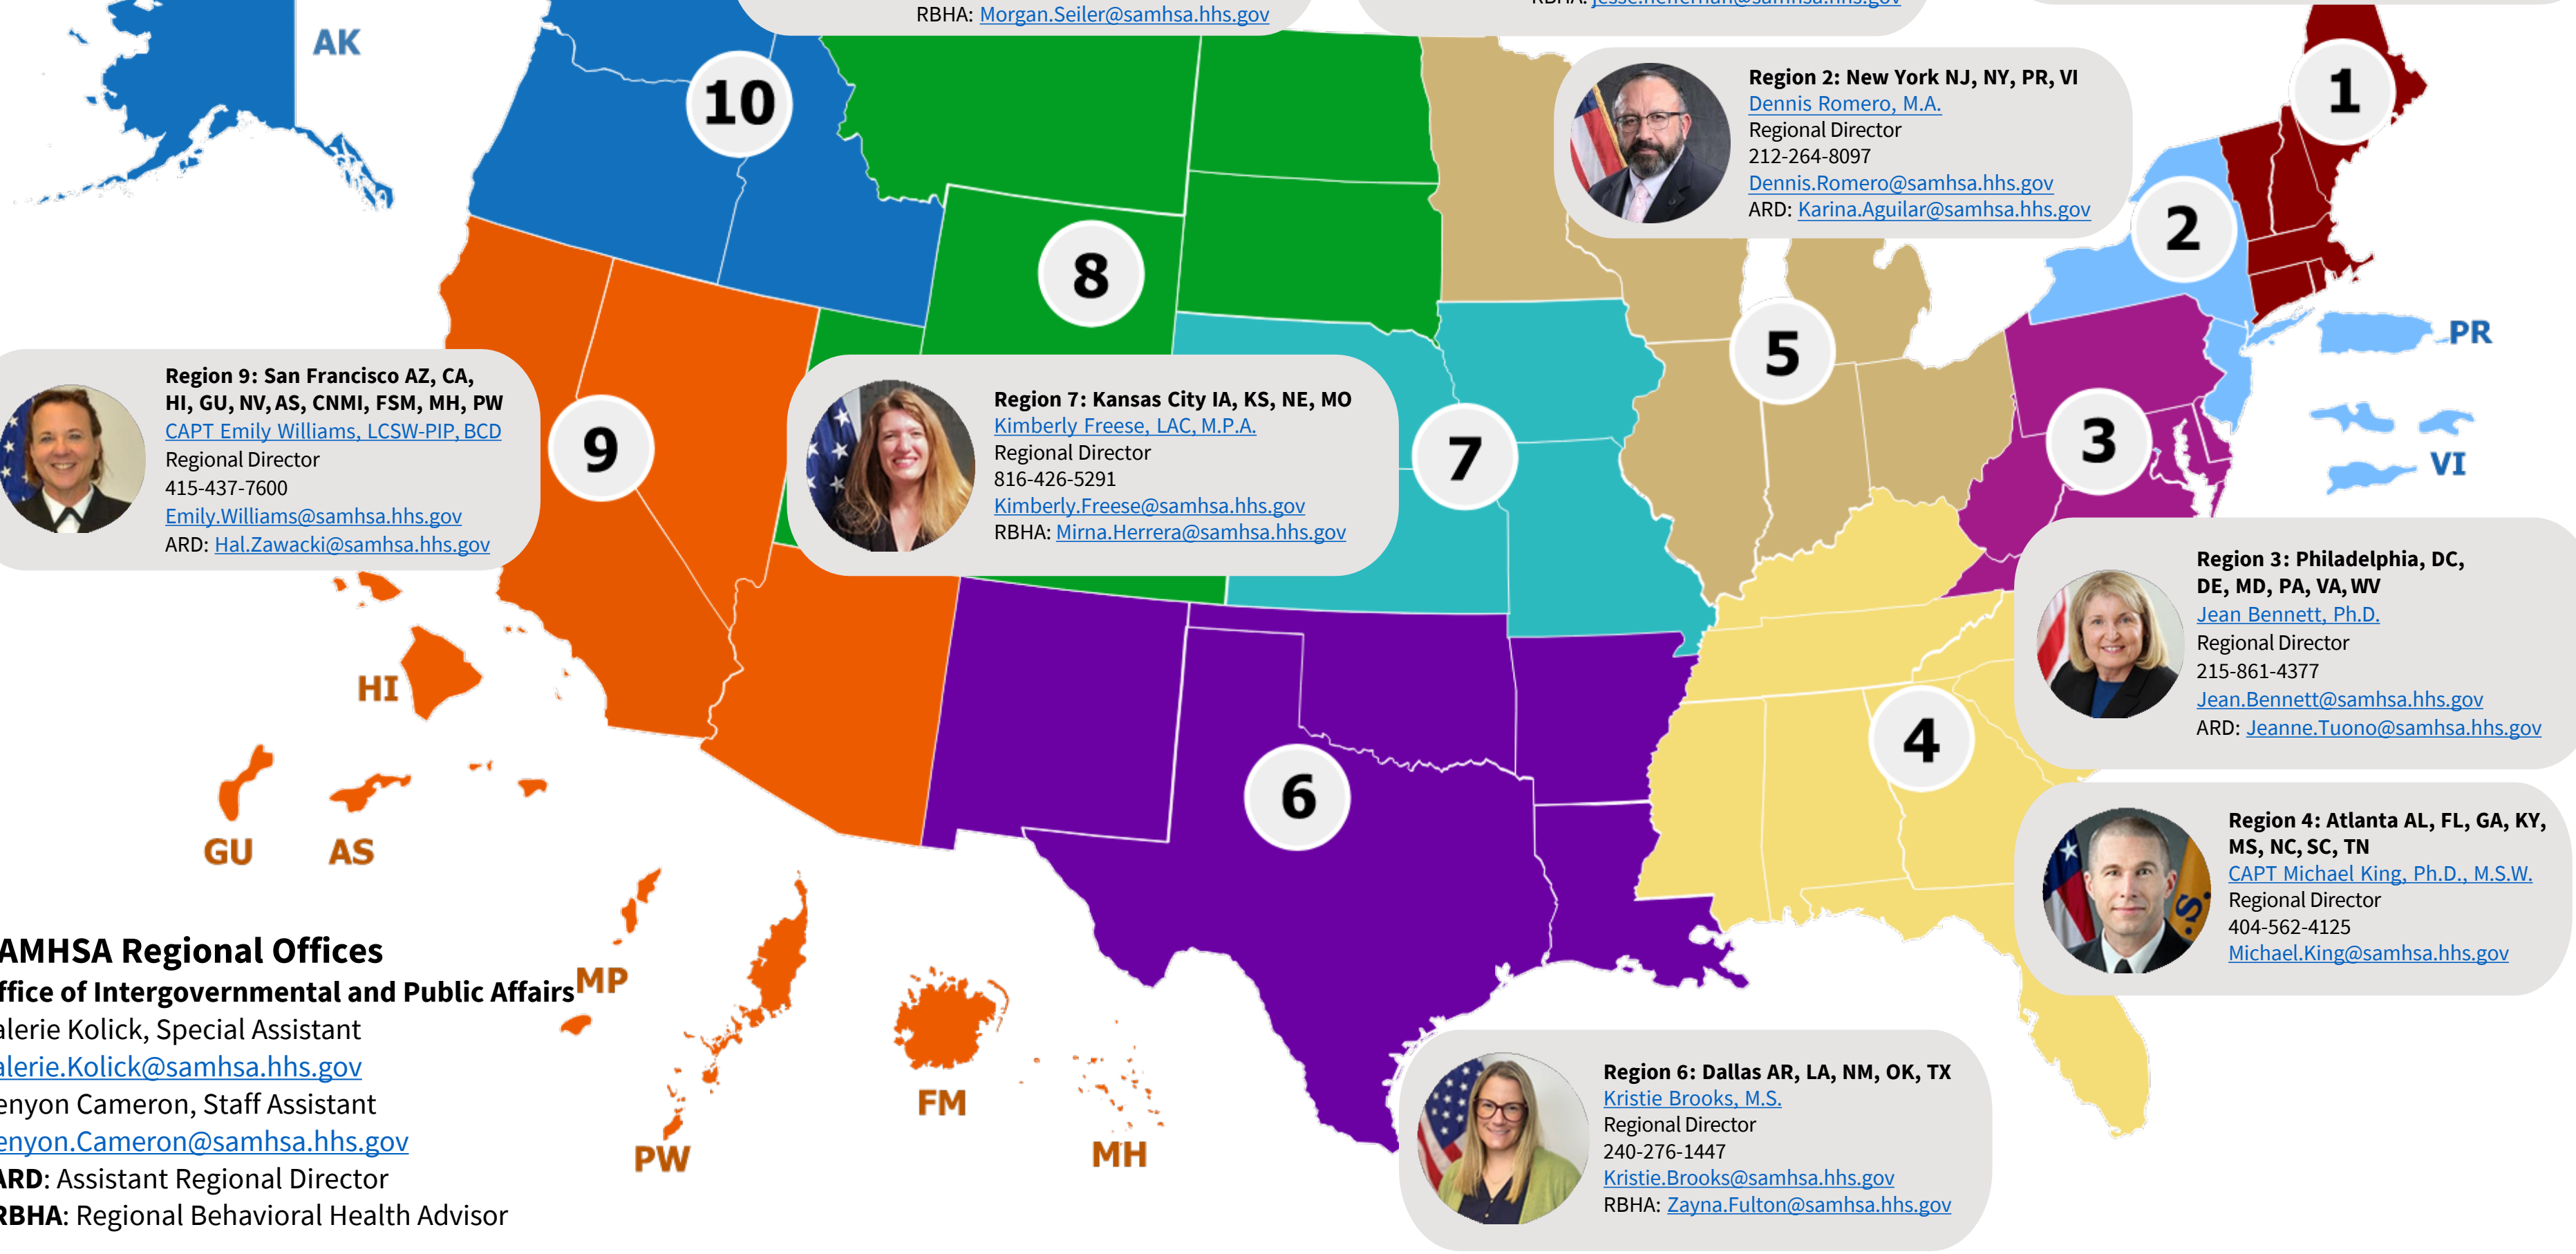 RBHA: Morgan.Seiler@samhsa.hhs.gov
RBHA: jesse.heffernan@samhsa.hhs.gov
AK
10
1
Region 2: New York NJ, NY, PR, VI
Dennis Romero, M.A.
Regional Director
212-264-8097
Dennis.Romero@samhsa.hhs.gov
ARD: Karina.Aguilar@samhsa.hhs.gov
2
8
PR
5
Region 9: San Francisco AZ, CA,
HI, GU, NV, AS, CNMI, FSM, MH, PW
CAPT Emily Williams, LCSW-PIP, BCD
Regional Director
415-437-7600
Emily.Williams@samhsa.hhs.gov
ARD: Hal.Zawacki@samhsa.hhs.gov
9
Region 7: Kansas City IA, KS, NE, MO
Kimberly Freese, LAC, M.P.A.
Regional Director
816-426-5291
Kimberly.Freese@samhsa.hhs.gov
RBHA: Mirna.Herrera@samhsa.hhs.gov
7
3
VI
Region 3: Philadelphia, DC,
DE, MD, PA, VA, WV
Jean Bennett, Ph.D.
Regional Director
215-861-4377
Jean.Bennett@samhsa.hhs.gov
ARD: Jeanne.Tuono@samhsa.hhs.gov
HI
4
6
GU
AS
Region 4: Atlanta AL, FL, GA, KY,
MS, NC, SC, TN
CAPT Michael King, Ph.D., M.S.W.
Regional Director
404-562-4125
Michael.King@samhsa.hhs.gov
AMHSA Regional Offices
ffice of Intergovernmental and Public Affairs
alerie Kolick, Special Assistant
alerie.Kolick@samhsa.hhs.gov
enyon Cameron, Staff Assistant
enyon.Cameron@samhsa.hhs.gov
ARD: Assistant Regional Director
RBHA: Regional Behavioral Health Advisor
MP
PW
FM
MH
Region 6: Dallas AR, LA, NM, OK, TX
Kristie Brooks, M.S.
Regional Director
240-276-1447
Kristie.Brooks@samhsa.hhs.gov
RBHA: Zayna.Fulton@samhsa.hhs.gov